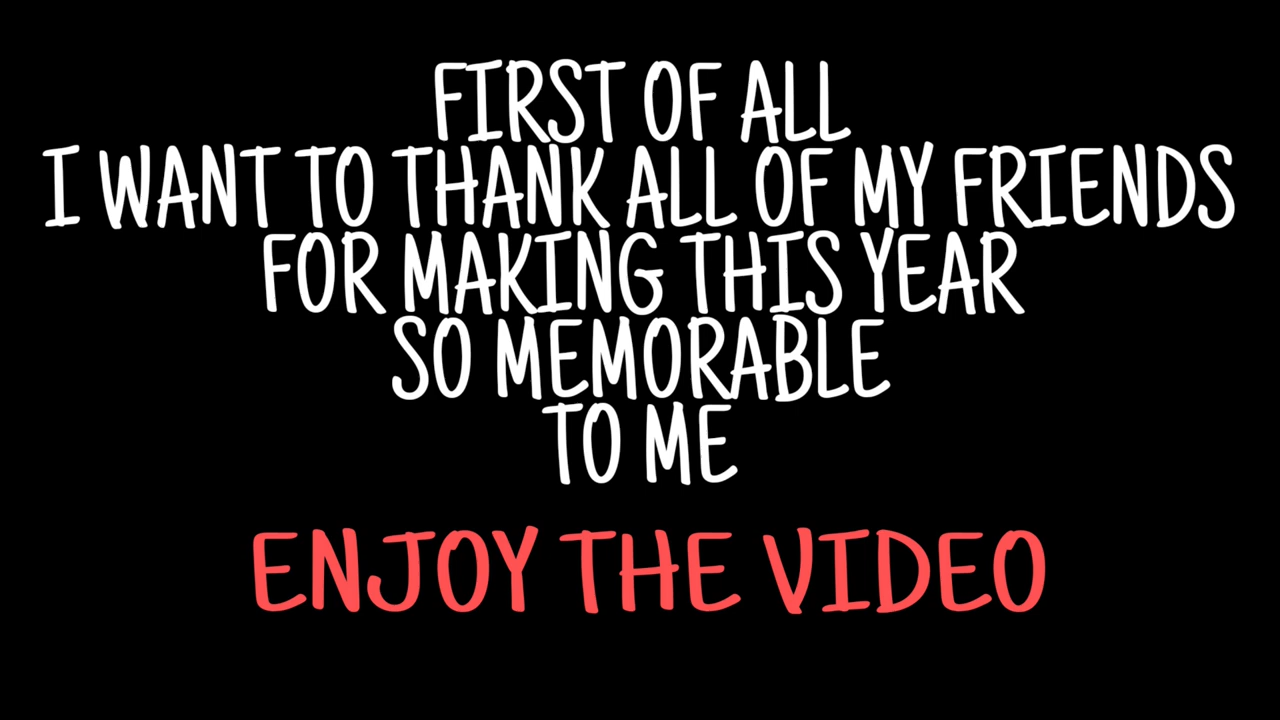 FIRST OF ALL
I WANT TO THANK ALL OF MY FRIENDS
FOR MAKING THIS YEAR
SO MEMORABLE
TO ME
ENJOY THE VIDEO